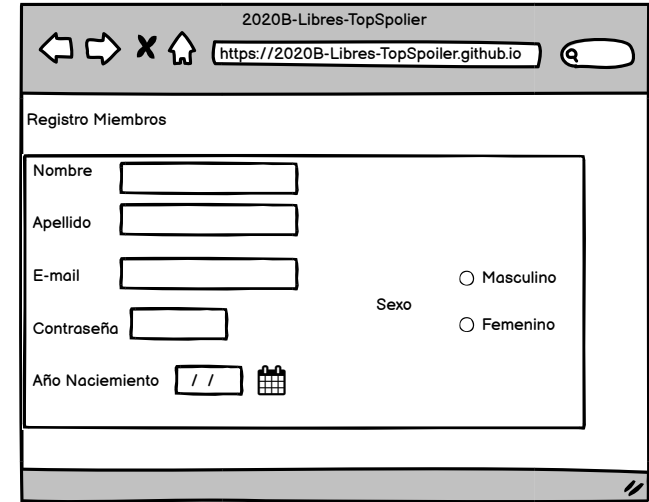 2020B-Libres-TopSpolier
https://2020B-Libres-TopSpoiler.github.io
Registro Miembros
Nombre
Apellido
E-mail
Masculino
Sexo
Contraseña
Femenino
Año Naciemiento
/ /